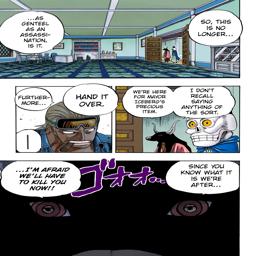 SO, THIS
IS NO
LONGER...
...AS
GENTEEL
AS AN
ASSASSI-
NATION,
IS IT.
I DON'T
RECALL
SAYING
ANYTHING OF
THE SORT.
WE'RE HERE
FOR MAYOR
ICEBERG'S
PRECIOUS
ITEM.
HAND IT
OVER.
FURTHER-
MORE...
SINCE YOU
KNOW WHAT
IT IS
WE'RE
AFTER...
ゴオオ...
...I'M AFRAID
WE'LL HAVE
TO KILL YOU
NOW!!